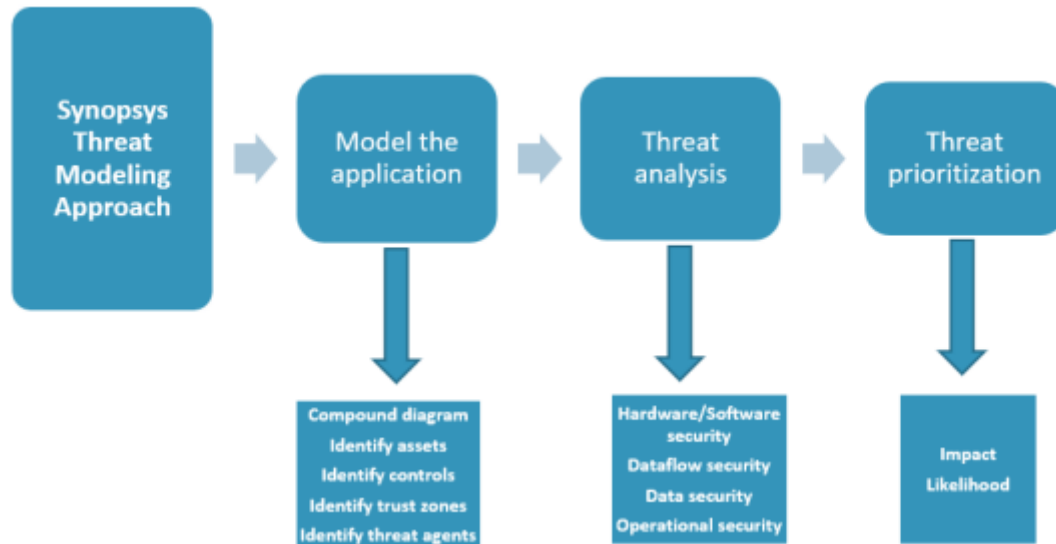 Synopsys
Threat
Modeling
Approach
Model the
application
Threat
analysis
Threat
prioritization
Compound diagram
Identify assets
Identify controls
Identify trust zones
Identify threat agents
Hardware/Software
security
Dataflow security
Data security
Operational security
Impact
Likelihood